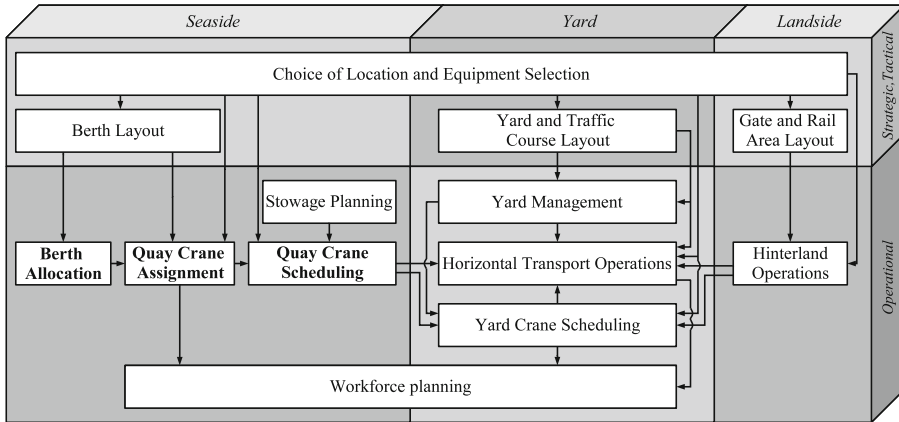 Seaside
Yard
Landside
Choice of Location and Equipment Selection
Strategic,Tactical
Berth Layout
Yard and Traffic
Course Layout
Gate and Rail
Area Layout
Stowage Planning
Yard Management
Berth
Allocation
Quay Crane
Assignment
Quay Crane
Scheduling
Horizontal Transport Operations
Hinterland
Operations
Operational
Yard Crane Scheduling
Workforce planning